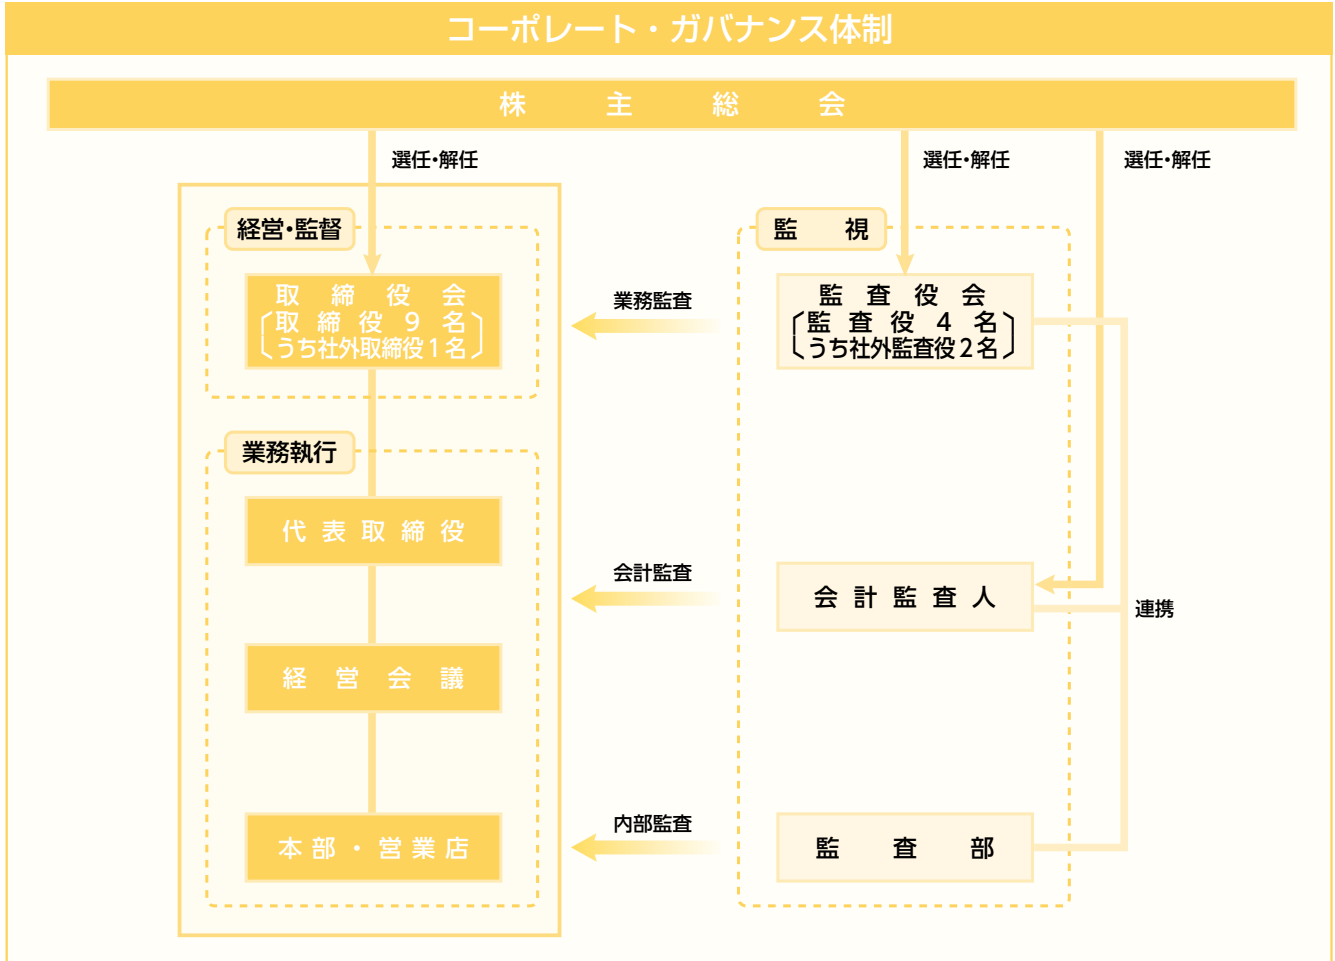 コーポレート・ガバナンス体制
株主総会
選任・解任
選任・解任
選任・解任
経営・監督
取締役会
取締役9名
うち社外取締役1名
業務監査
監視
監査役会
監査役4名
うち社外監査役2名
業務執行
代表取締役
会計監査
会計監査人
連携
経営会議
本部・営業店
内部監査
監査部